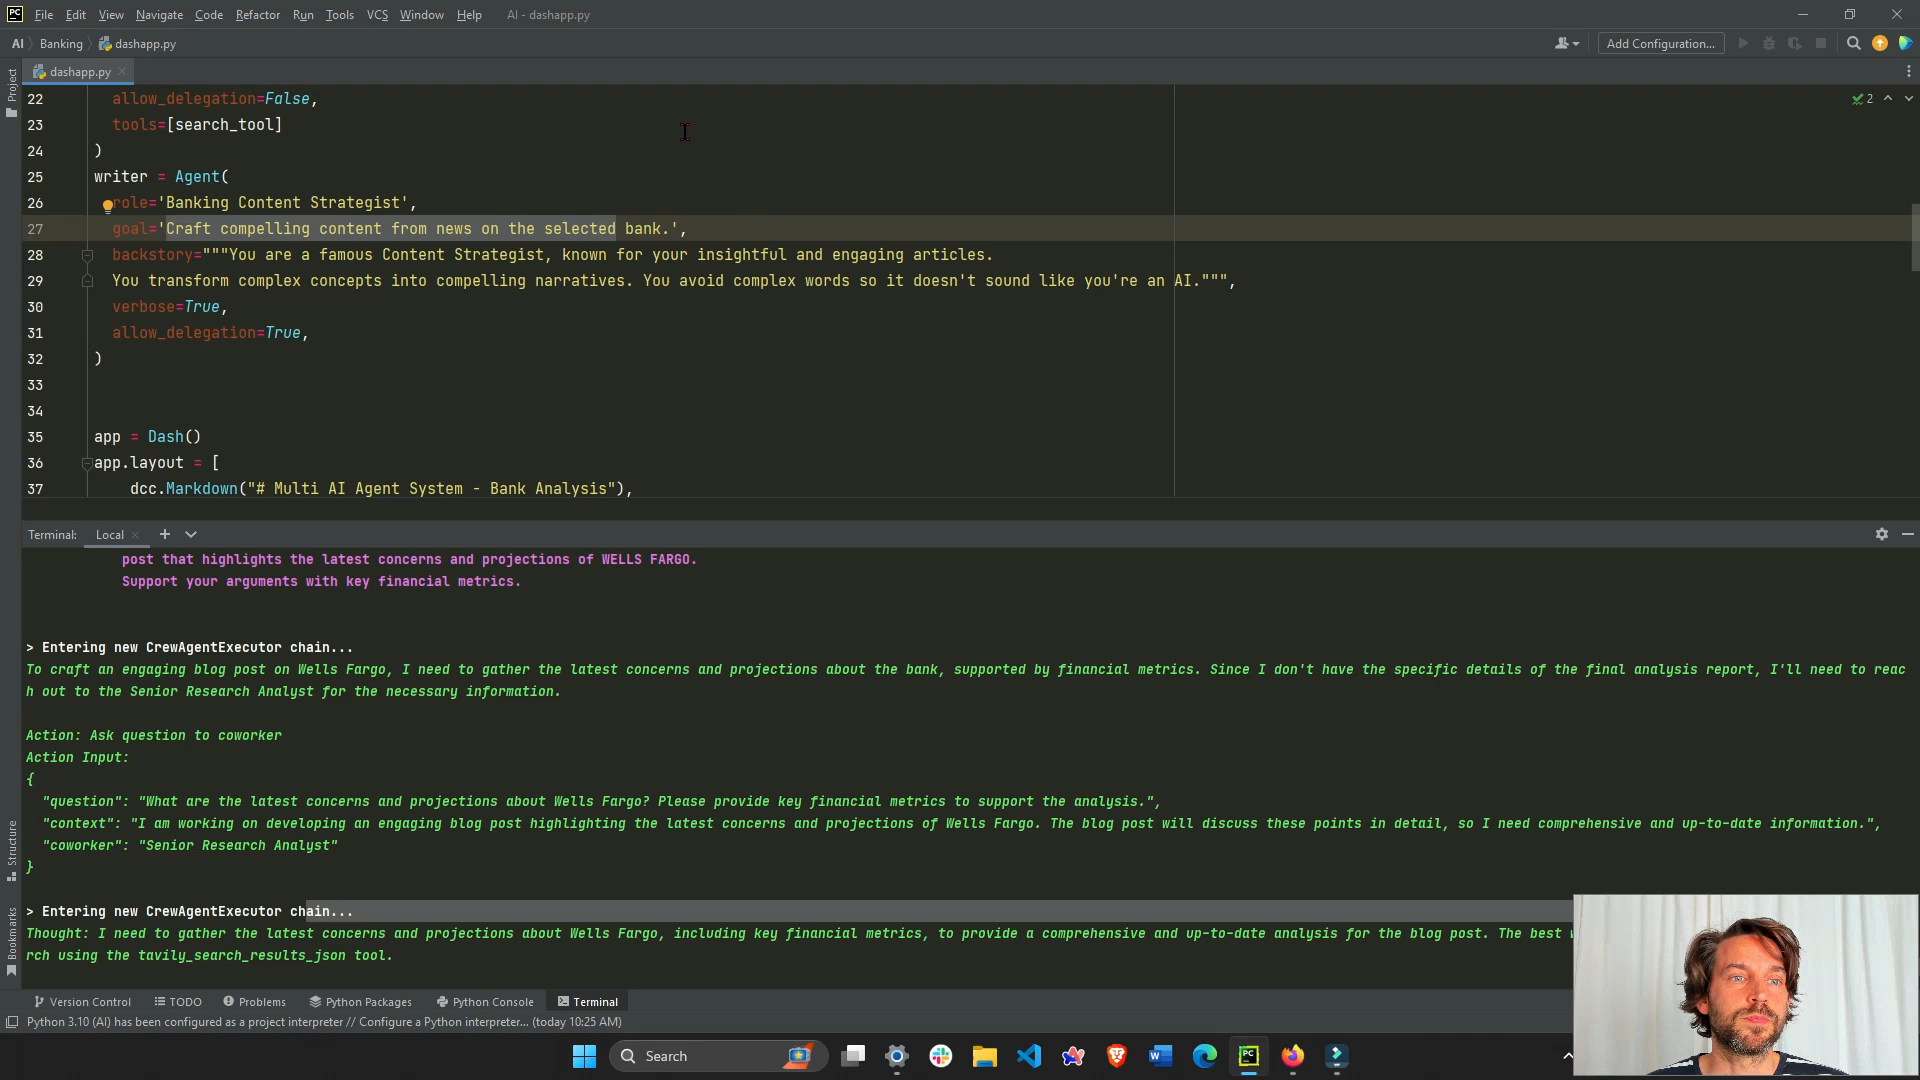 PC File Edit View Navigate Code Refactor Run Tools VCS Window Help AI - dashapp.py
AI Banking dashapp.py Add Configuration...
dashapp.py
Project
22 allow_delegation=False,
2
23 tools=[search_tool]
24 )
25 writer = Agent(
26 role='Banking Content Strategist',
27 goal='Craft compelling content from news on the selected bank.',
28 backstory="""You are a famous Content Strategist, known for your insightful and engaging articles.
29 You transform complex concepts into compelling narratives. You avoid complex words so it doesn't sound like you're an AI.""",
30 verbose=True,
31 allow_delegation=True,
32 )
33
34
35 app = Dash()
36 app.layout = [
37 dcc.Markdown("# Multi AI Agent System - Bank Analysis"),
Terminal: Local
post that highlights the latest concerns and projections of WELLS FARGO.
Support your arguments with key financial metrics.
> Entering new CrewAgentExecutor chain...
To craft an engaging blog post on Wells Fargo, I need to gather the latest concerns and projections about the bank, supported by financial metrics. Since I don't have the specific details of the final analysis report, I'll need to reac
h out to the Senior Research Analyst for the necessary information.
Action: Ask question to coworker
Action Input:
{
"question": "What are the latest concerns and projections about Wells Fargo? Please provide key financial metrics to support the analysis.",
"context": "I am working on developing an engaging blog post highlighting the latest concerns and projections of Wells Fargo. The blog post will discuss these points in detail, so I need comprehensive and up-to-date information.",
"coworker": "Senior Research Analyst"
}
> Entering new CrewAgentExecutor chain...
Thought: I need to gather the latest concerns and projections about Wells Fargo, including key financial metrics, to provide a comprehensive and up-to-date analysis for the blog post. The best
rch using the tavily_search_results_json tool.
Structure
Bookmarks
Version Control TODO Problems Python Packages Python Console Terminal
Python 3.10 (AI) has been configured as a project interpreter // Configure a Python interpreter... (today 10:25 AM)
Search
W
PC